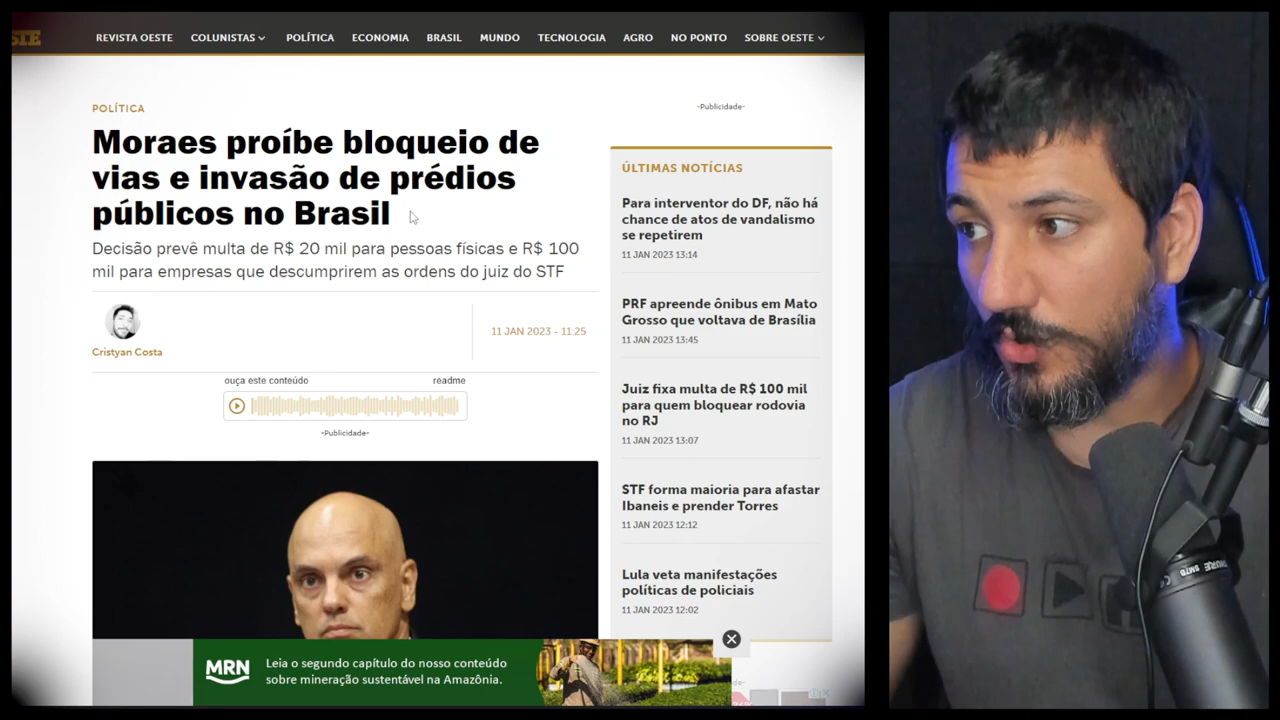 STE
REVISTA OESTE COLUNISTAS POLÍTICA ECONOMIA BRASIL MUNDO TECNOLOGIA AGRO NO PONTO SOBRE OESTE
POLÍTICA
Moraes proíbe bloqueio de
vias e invasão de prédios
públicos no Brasil
Decisão prevê multa de R$ 20 mil para pessoas físicas e R$ 100
mil para empresas que descumprirem as ordens do juiz do STF
Cristyan Costa
11 JAN 2023 - 11:25
ouça este conteúdo readme
-Publicidade-
-Publicidade-
ÚLTIMAS NOTÍCIAS
Para interventor do DF, não há
chance de atos de vandalismo
se repetirem
11 JAN 2023 13:14
PRF apreende ônibus em Mato
Grosso que voltava de Brasília
11 JAN 2023 13:45
Juiz fixa multa de R$ 100 mil
para quem bloquear rodovia
no RJ
11 JAN 2023 13:07
STF forma maioria para afastar
Ibaneis e prender Torres
11 JAN 2023 12:12
Lula veta manifestações
políticas de policiais
11 JAN 2023 12:02
MRN
Leia o segundo capítulo do nosso conteúdo
sobre mineração sustentável na Amazônia.
SHURE SM7B